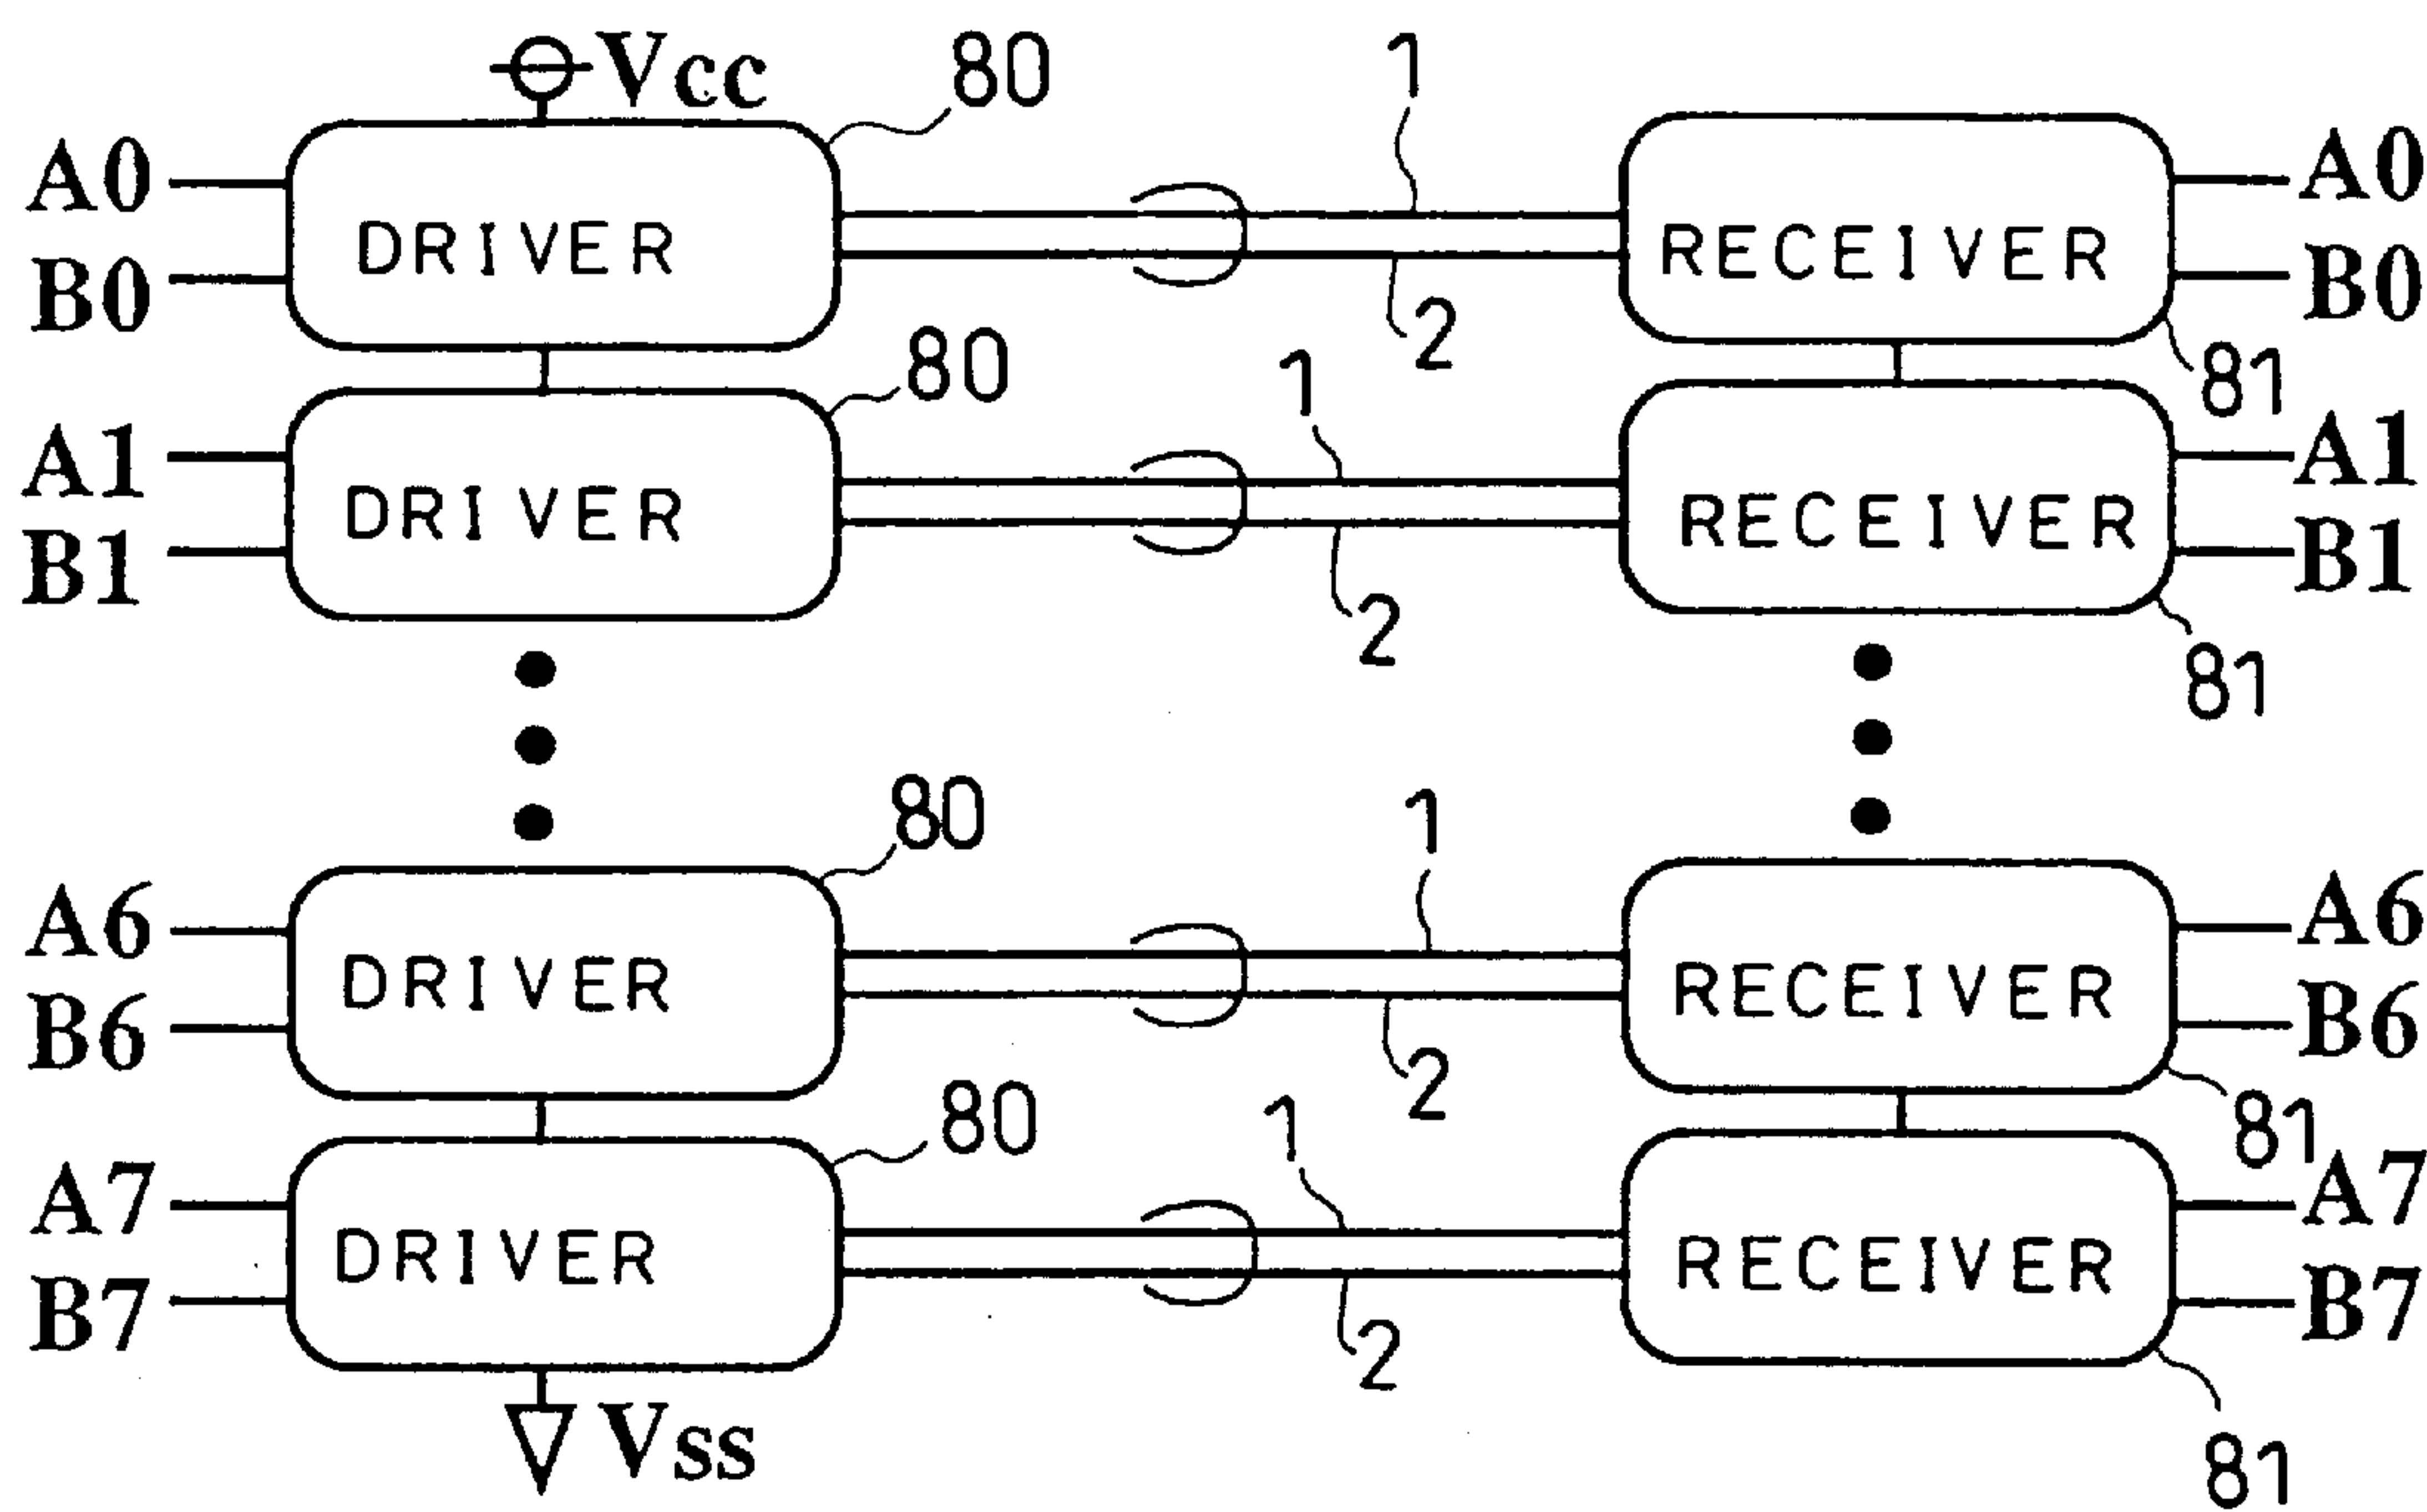 Vcc 80 1
A0 A0
DRIVER RECEIVER
B0 B0
2
80 1 81
A1 A1
DRIVER RECEIVER
B1 B1
2 81
80 1
A6 A6
DRIVER RECEIVER
B6 B6
2
80 1 81
A7 A7
DRIVER RECEIVER
B7 B7
2
Vss 81